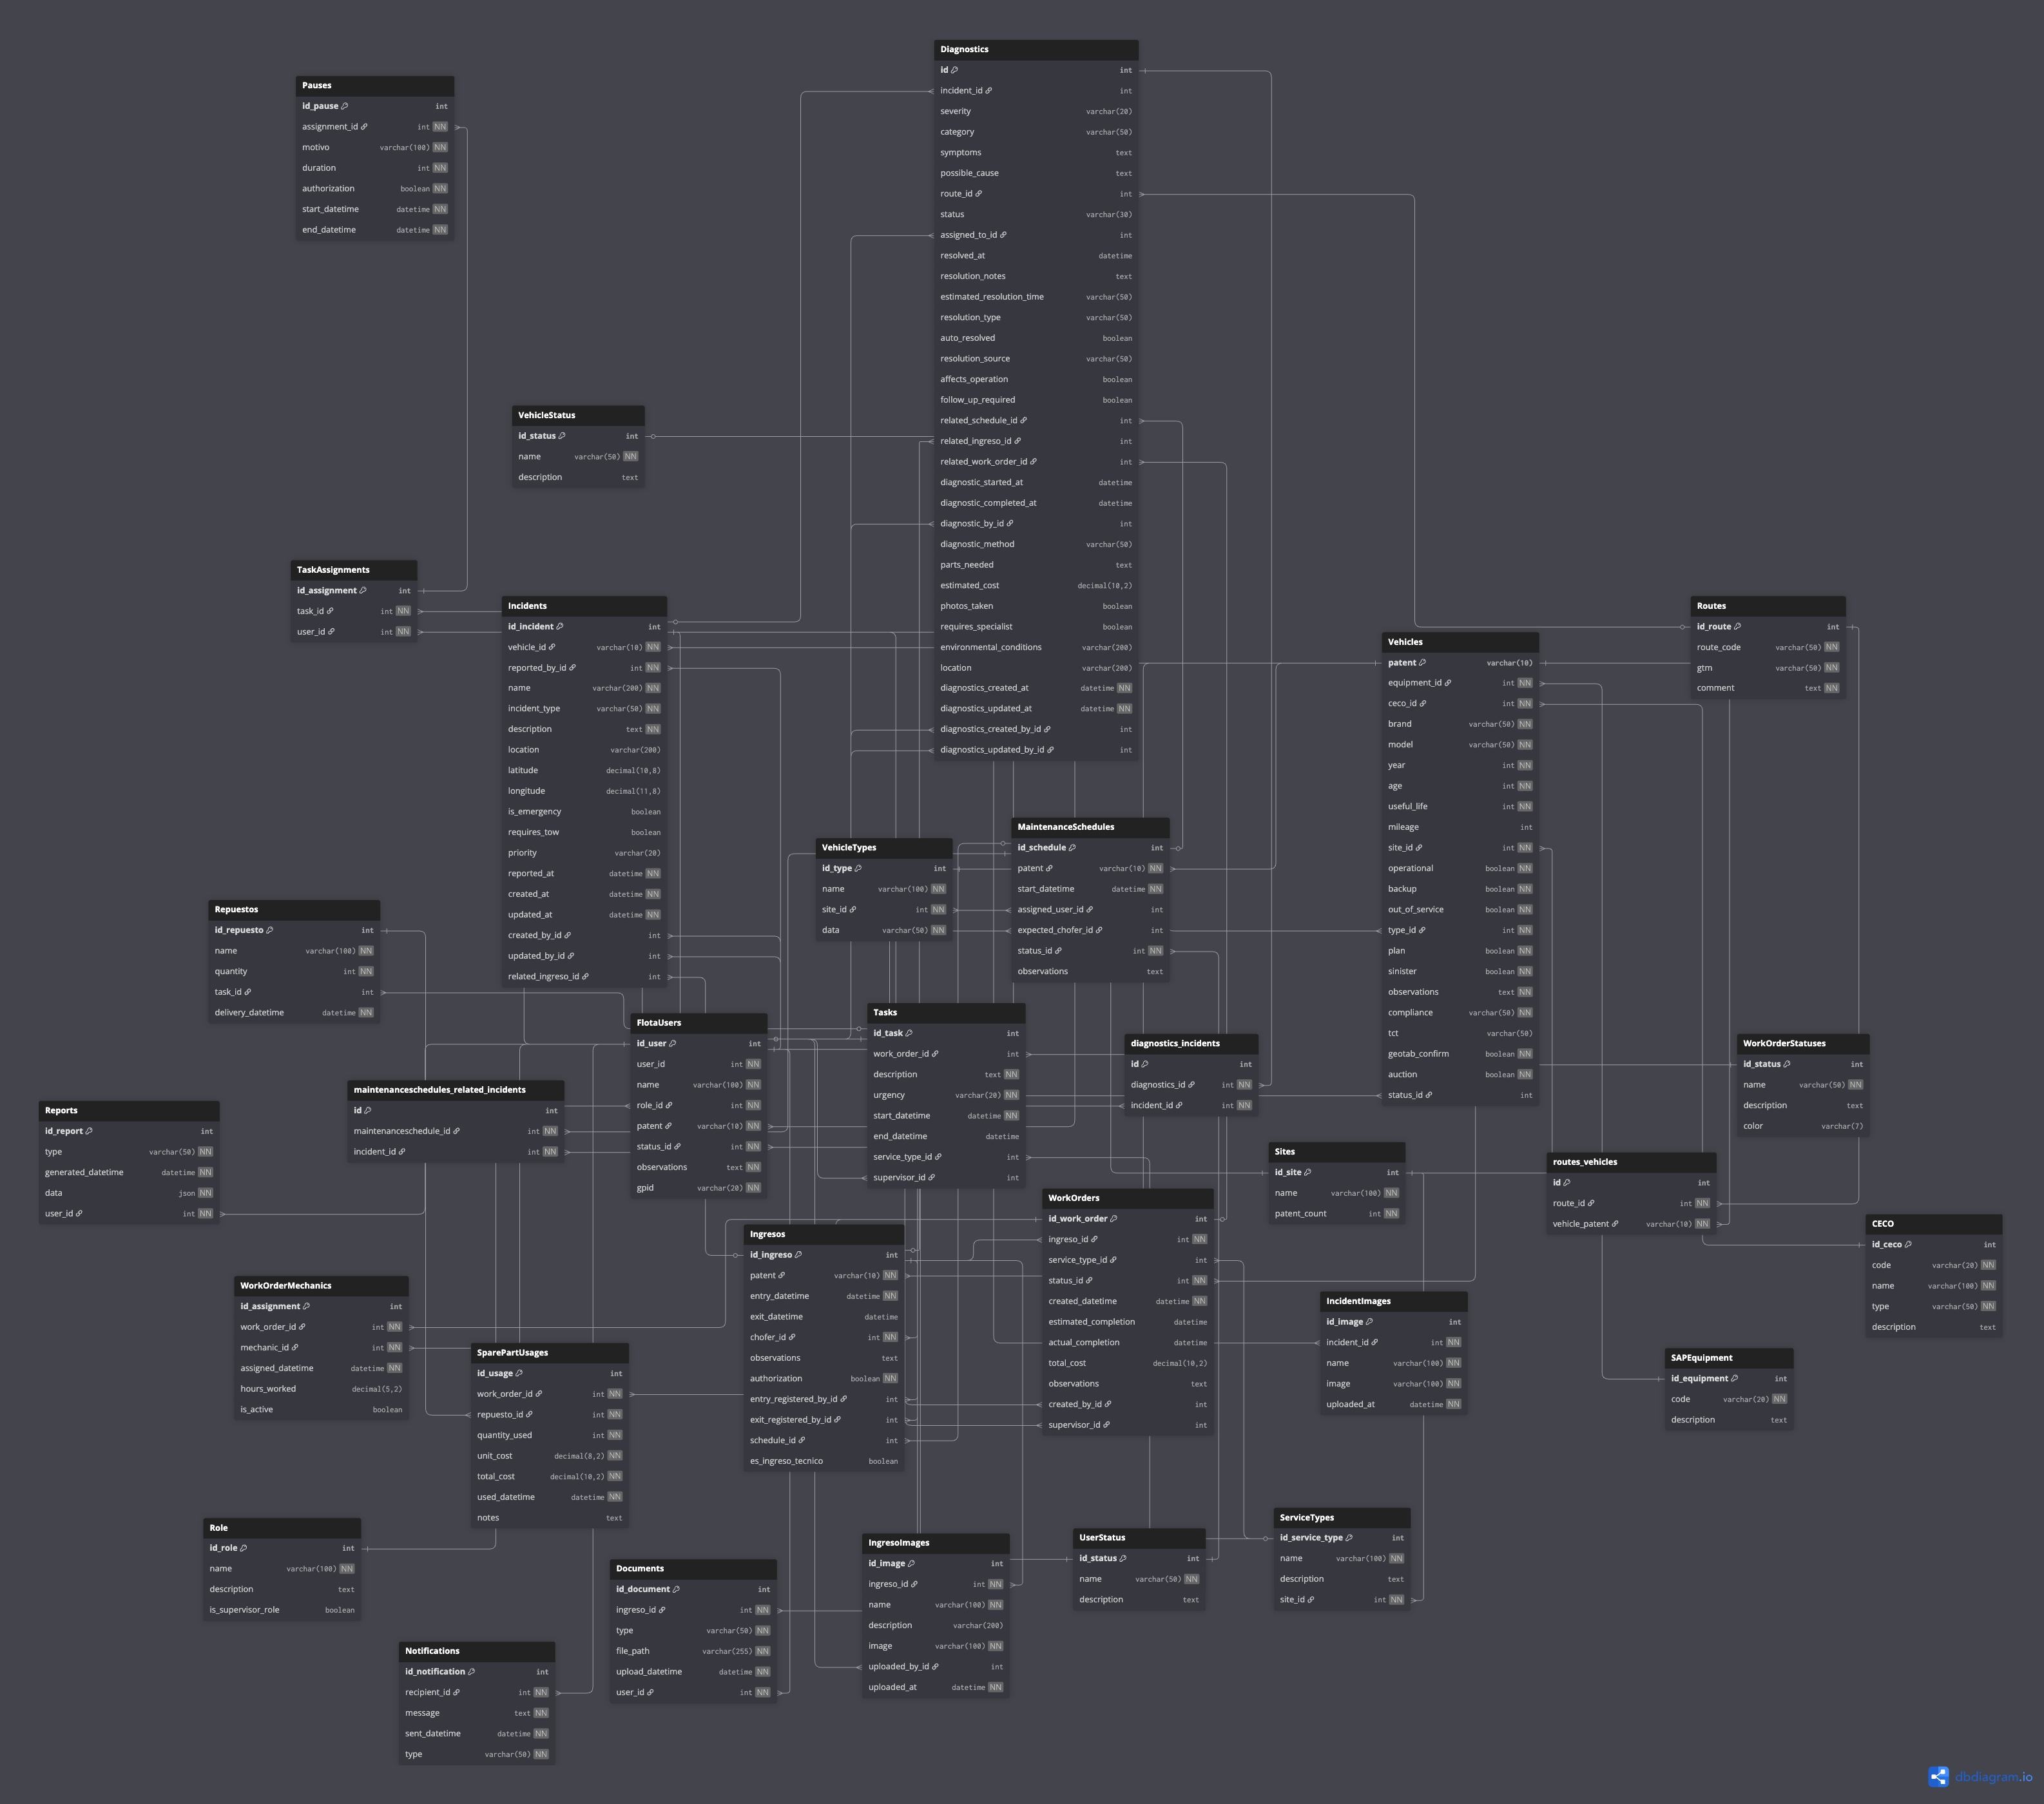 Diagnostics
id int
incident_id int
severity varchar(20)
category varchar(50)
symptoms text
possible_cause text
route_id int
status varchar(30)
assigned_to_id int
resolved_at datetime
resolution_notes text
estimated_resolution_time varchar(50)
resolution_type varchar(50)
auto_resolved boolean
resolution_source varchar(50)
affects_operation boolean
follow_up_required boolean
related_schedule_id int
related_ingreso_id int
related_work_order_id int
diagnostic_started_at datetime
diagnostic_completed_at datetime
diagnostic_by_id int
diagnostic_method varchar(50)
parts_needed text
estimated_cost decimal(10,2)
photos_taken boolean
requires_specialist boolean
environmental_conditions varchar(200)
location varchar(200)
diagnostics_created_at datetime NN
diagnostics_updated_at datetime NN
diagnostics_created_by_id int
diagnostics_updated_by_id int
Pauses
id_pause int
assignment_id int NN
motivo varchar(100) NN
duration int NN
authorization boolean NN
start_datetime datetime NN
end_datetime datetime NN
VehicleStatus
id_status int
name varchar(50) NN
description text
TaskAssignments
id_assignment int
task_id int NN
user_id int NN
Incidents
id_incident int
vehicle_id varchar(10) NN
reported_by_id int NN
name varchar(200) NN
incident_type varchar(50) NN
description text NN
location varchar(200)
latitude decimal(10,8)
longitude decimal(11,8)
is_emergency boolean
requires_tow boolean
priority varchar(20)
reported_at datetime NN
created_at datetime NN
updated_at datetime NN
created_by_id int
updated_by_id int
related_ingreso_id int
Routes
id_route int
route_code varchar(50) NN
gtm varchar(50) NN
comment text NN
Vehicles
patent varchar(10)
equipment_id int NN
ceco_id int NN
brand varchar(50) NN
model varchar(50) NN
year int NN
age int NN
useful_life int NN
mileage int
site_id int NN
operational boolean NN
backup boolean NN
out_of_service boolean NN
type_id int NN
plan boolean NN
sinister boolean NN
observations text NN
compliance varchar(50) NN
tct varchar(50)
geotab_confirm boolean NN
auction boolean NN
status_id int
MaintenanceSchedules
id_schedule int
patent varchar(10) NN
start_datetime datetime NN
assigned_user_id int
expected_chofer_id int
status_id int NN
observations text
VehicleTypes
id_type int
name varchar(100) NN
site_id int NN
data varchar(50) NN
Repuestos
id_repuesto int
name varchar(100) NN
quantity int NN
task_id int
delivery_datetime datetime NN
FlotaUsers
id_user int
user_id int NN
name varchar(100) NN
role_id int NN
patent varchar(10) NN
status_id int NN
observations text NN
gpid varchar(20) NN
Tasks
id_task int
work_order_id int
description text NN
urgency varchar(20) NN
start_datetime datetime NN
end_datetime datetime
service_type_id int
supervisor_id int
diagnostics_incidents
id int
diagnostics_id int NN
incident_id int NN
WorkOrderStatuses
id_status int
name varchar(50) NN
description text
color varchar(7)
maintenanceschedules_related_incidents
id int
maintenanceschedule_id int NN
incident_id int NN
Reports
id_report int
type varchar(50) NN
generated_datetime datetime NN
data json NN
user_id int NN
Sites
id_site int
name varchar(100) NN
patent_count int NN
routes_vehicles
id int
route_id int NN
vehicle_patent varchar(10) NN
WorkOrders
id_work_order int
ingreso_id int NN
service_type_id int
status_id int NN
created_datetime datetime NN
estimated_completion datetime
actual_completion datetime
total_cost decimal(10,2)
observations text
created_by_id int
supervisor_id int
CECO
id_ceco int
code varchar(20) NN
name varchar(100) NN
type varchar(50) NN
description text
Ingresos
id_ingreso int
patent varchar(10) NN
entry_datetime datetime NN
exit_datetime datetime
chofer_id int NN
observations text
authorization boolean NN
entry_registered_by_id int
exit_registered_by_id int
schedule_id int
es_ingreso_tecnico boolean
WorkOrderMechanics
id_assignment int
work_order_id int NN
mechanic_id int NN
assigned_datetime datetime NN
hours_worked decimal(5,2)
is_active boolean
IncidentImages
id_image int
incident_id int NN
name varchar(100) NN
image varchar(100) NN
uploaded_at datetime NN
SparePartUsages
id_usage int
work_order_id int NN
repuesto_id int NN
quantity_used int NN
unit_cost decimal(8,2) NN
total_cost decimal(10,2) NN
used_datetime datetime NN
notes text
SAPEquipment
id_equipment int
code varchar(20) NN
description text
Role
id_role int
name varchar(100) NN
description text
is_supervisor_role boolean
ServiceTypes
id_service_type int
name varchar(100) NN
description text
site_id int NN
UserStatus
id_status int
name varchar(50) NN
description text
IngresoImages
id_image int
ingreso_id int NN
name varchar(100) NN
description varchar(200)
image varchar(100) NN
uploaded_by_id int
uploaded_at datetime NN
Documents
id_document int
ingreso_id int NN
type varchar(50) NN
file_path varchar(255) NN
upload_datetime datetime NN
user_id int NN
Notifications
id_notification int
recipient_id int NN
message text NN
sent_datetime datetime NN
type varchar(50) NN
dbdiagram.io